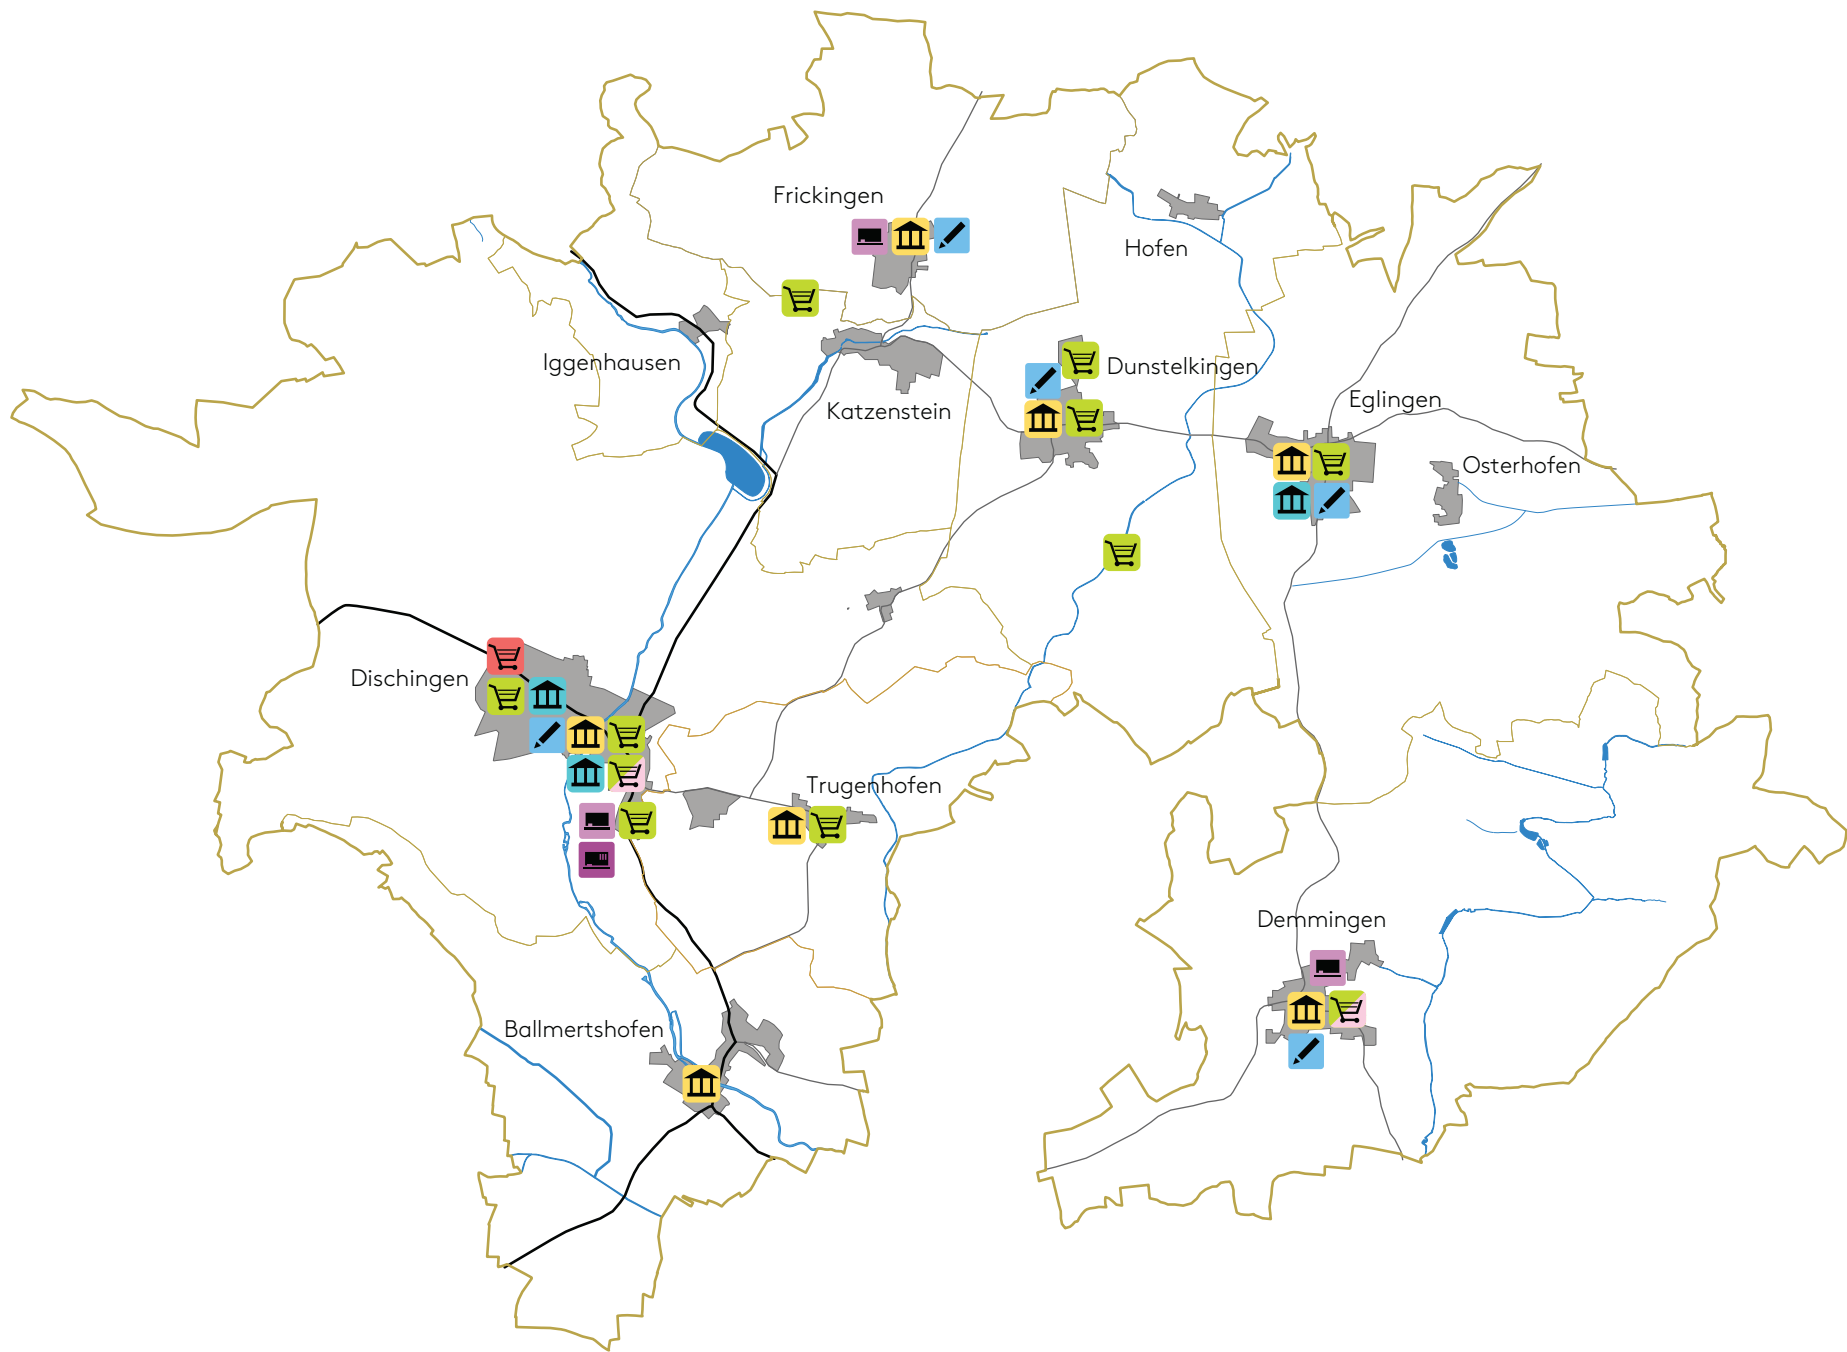 Frickingen
Hofen
Iggenhausen
Dunstelkingen
Katzenstein
Eglingen
Osterhofen
Dischingen
Trugenhofen
Demmingen
Ballmertshofen